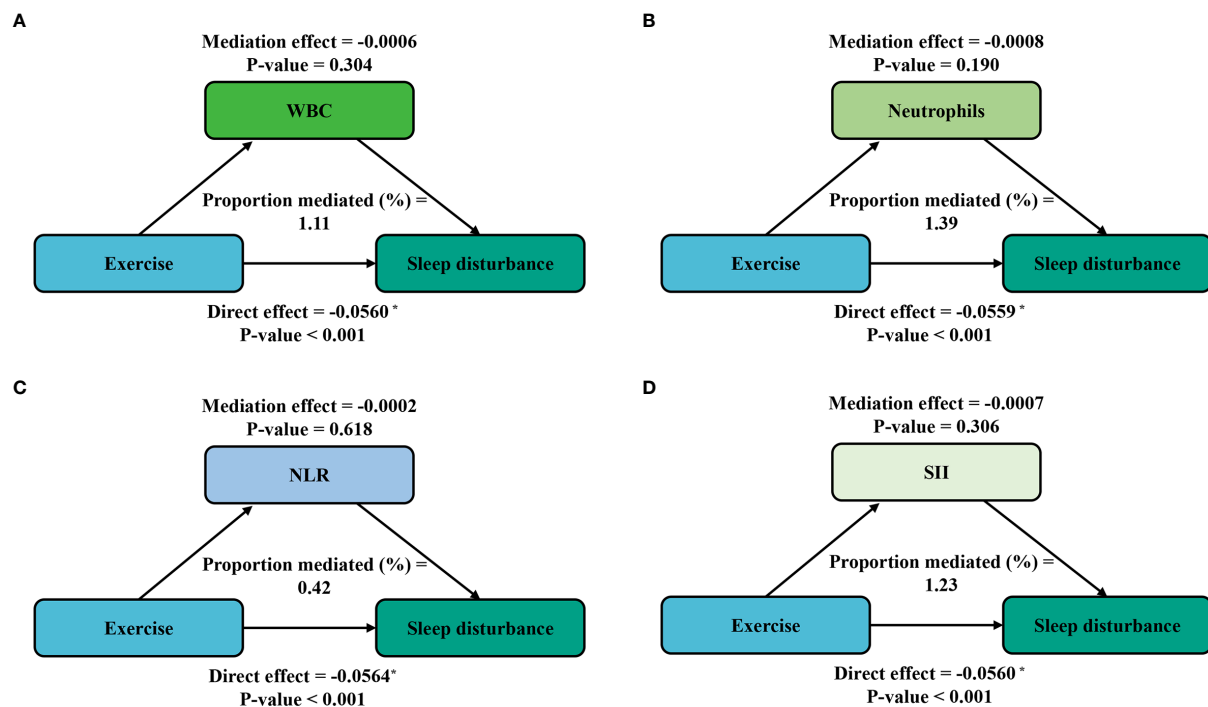 A
Mediation effect = -0.0006
P-value = 0.304
WBC
Proportion mediated (%) =
1.11
Exercise
Sleep disturbance
Direct effect = -0.0560 *
P-value < 0.001
B
Mediation effect = -0.0008
P-value = 0.190
Neutrophils
Proportion mediated (%) =
1.39
Exercise
Sleep disturbance
Direct effect = -0.0559 *
P-value < 0.001
C
Mediation effect = -0.0002
P-value = 0.618
NLR
Proportion mediated (%) =
0.42
Exercise
Sleep disturbance
Direct effect = -0.0564*
P-value < 0.001
D
Mediation effect = -0.0007
P-value = 0.306
SII
Proportion mediated (%) =
1.23
Exercise
Sleep disturbance
Direct effect = -0.0560 *
P-value < 0.001